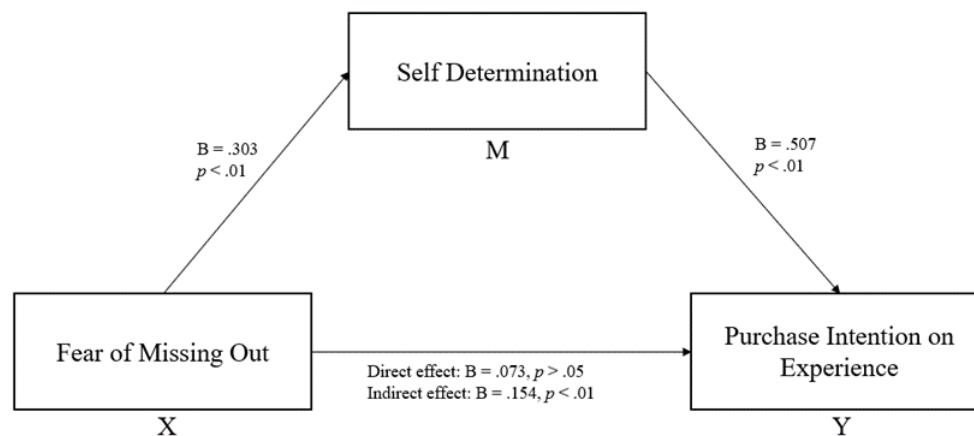 Self Determination
M
B = .303
p < .01
B = .507
p < .01
Fear of Missing Out
X
Direct effect: B = .073, p > .05
Indirect effect: B = .154, p < .01
Purchase Intention on
Experience
Y